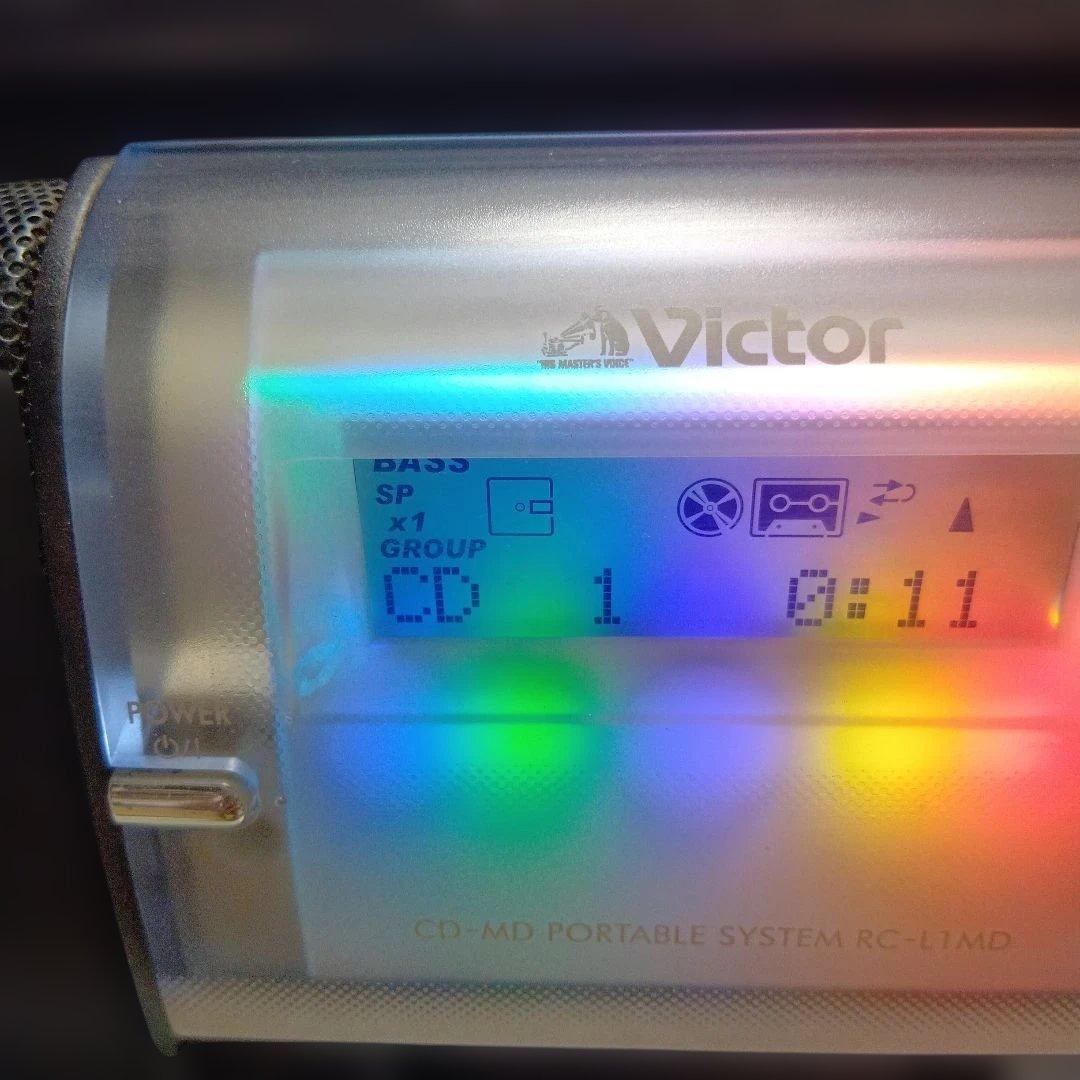 "HIS MASTER'S VOICE"
Victor
BASS
SP
x1
GROUP
CD 1 0:11
POWER
⏻/I
CD-MD PORTABLE SYSTEM RC-L1MD